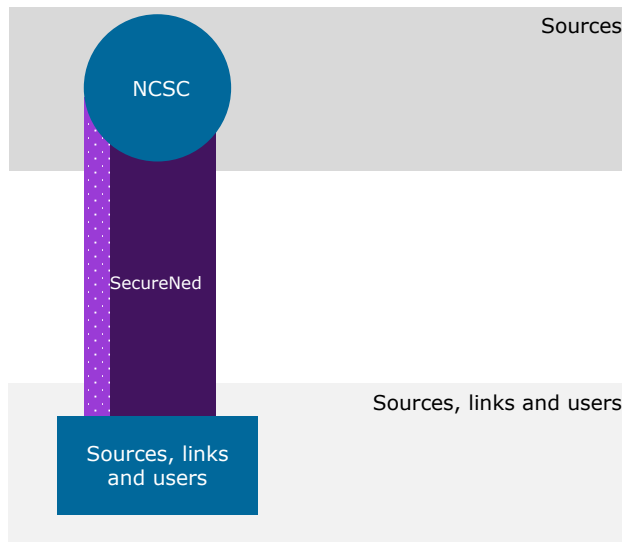 Sources
NCSC
SecureNed
Sources, links and users
Sources, links
and users